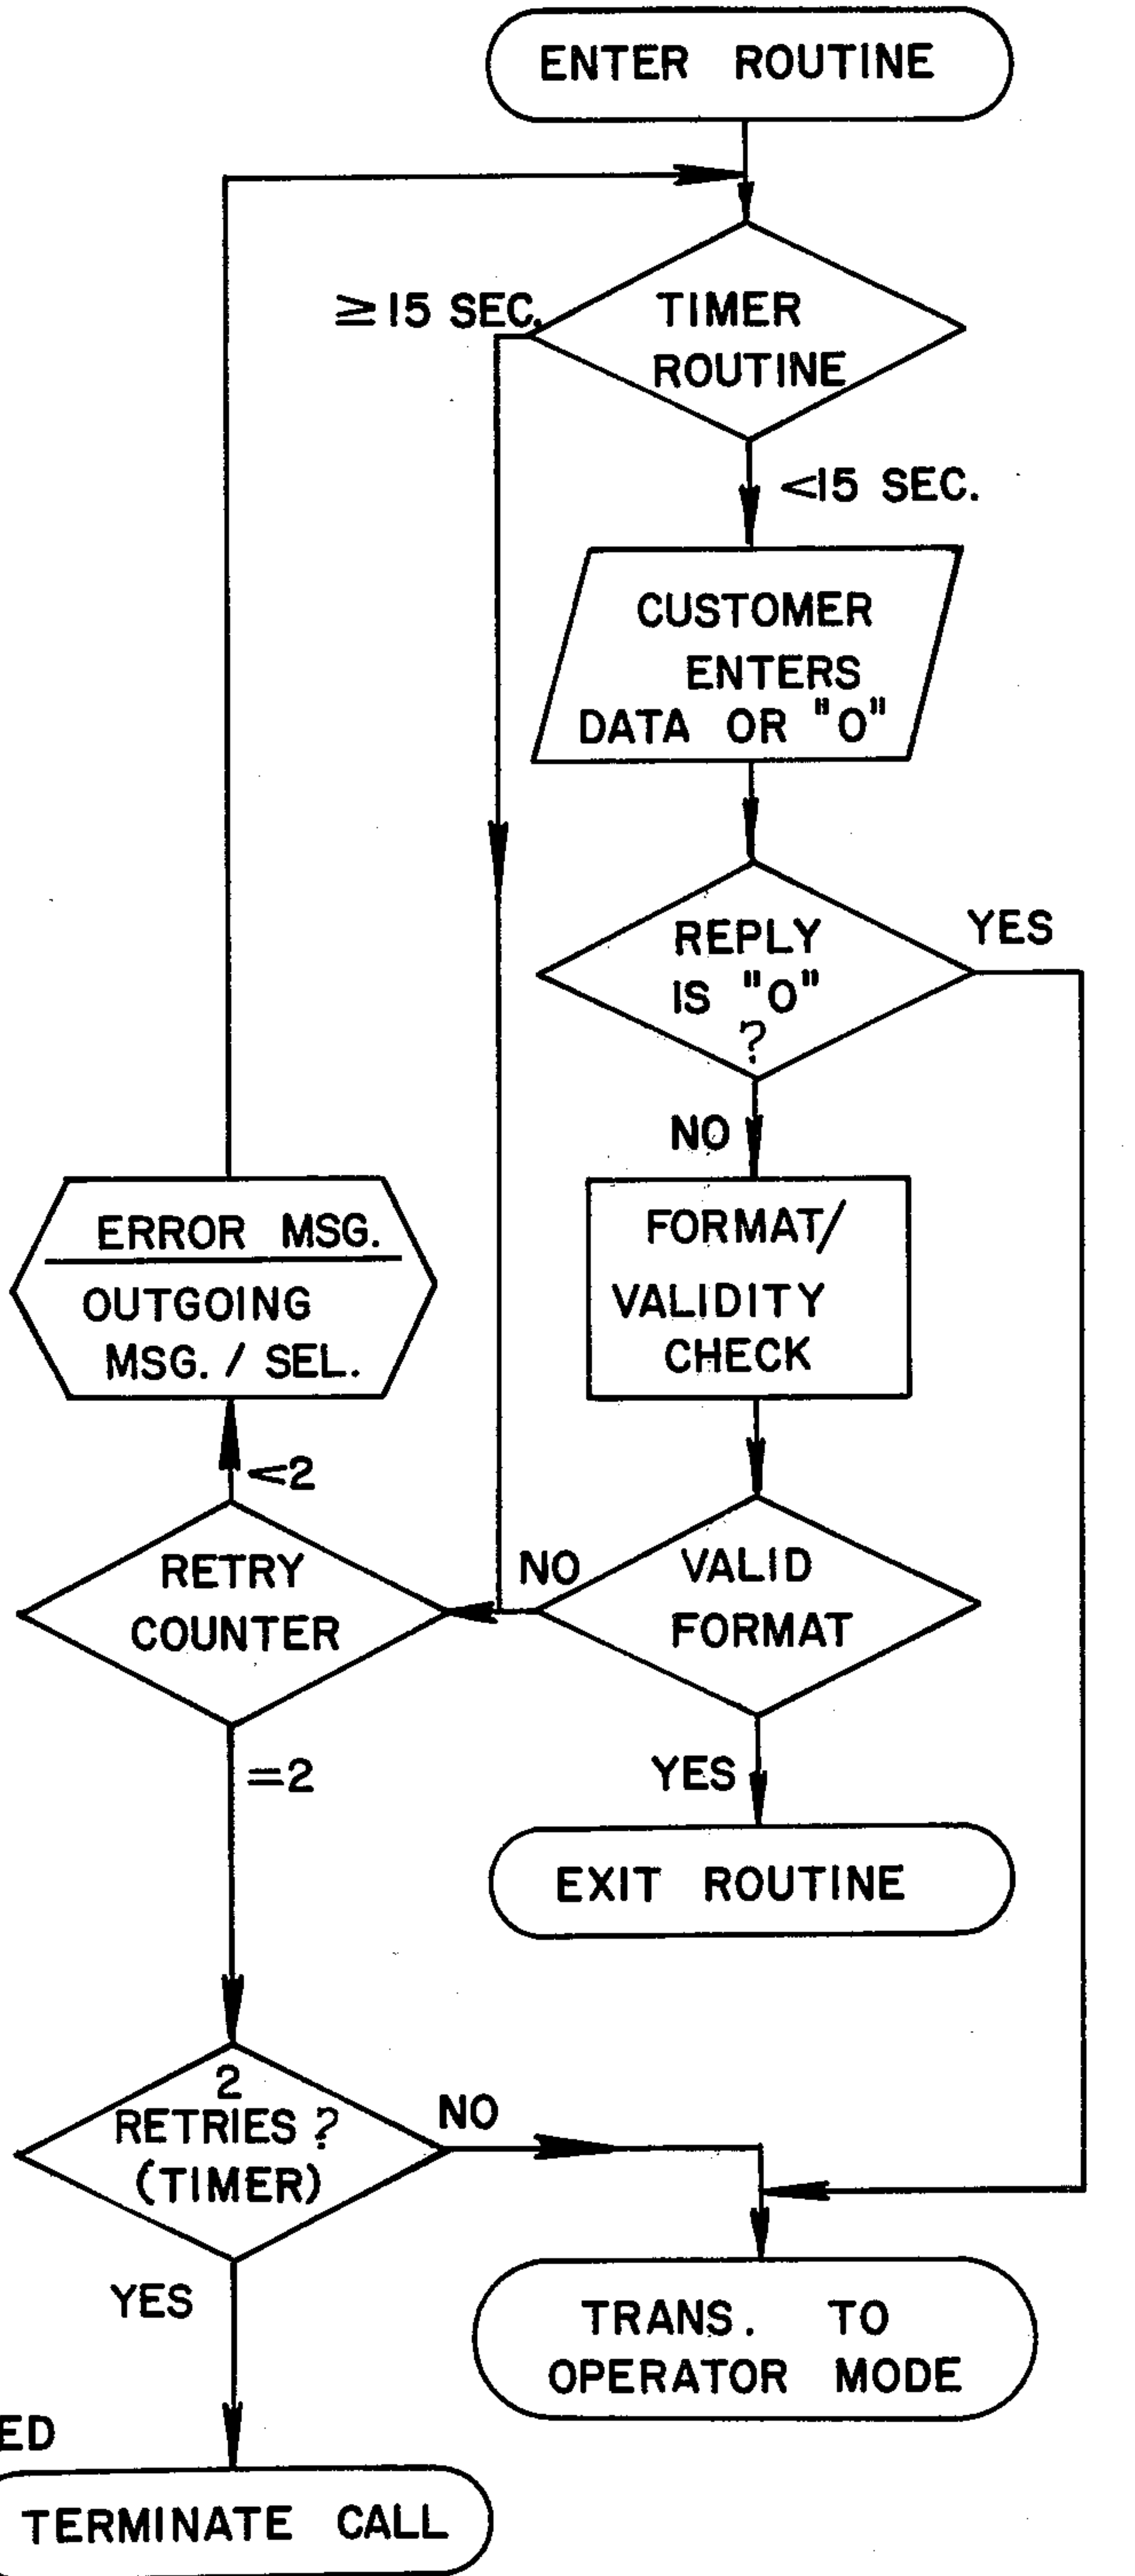 ENTER ROUTINE
≥15 SEC.
TIMER
ROUTINE
<15 SEC.
CUSTOMER
ENTERS
DATA OR "O"
REPLY
IS "O"
?
YES
NO
FORMAT/
VALIDITY
CHECK
ERROR MSG.
OUTGOING
MSG. / SEL.
<2
RETRY
COUNTER
NO
VALID
FORMAT
=2
YES
EXIT ROUTINE
2
RETRIES ?
(TIMER)
NO
YES
TRANS. TO
OPERATOR MODE
ED
TERMINATE CALL